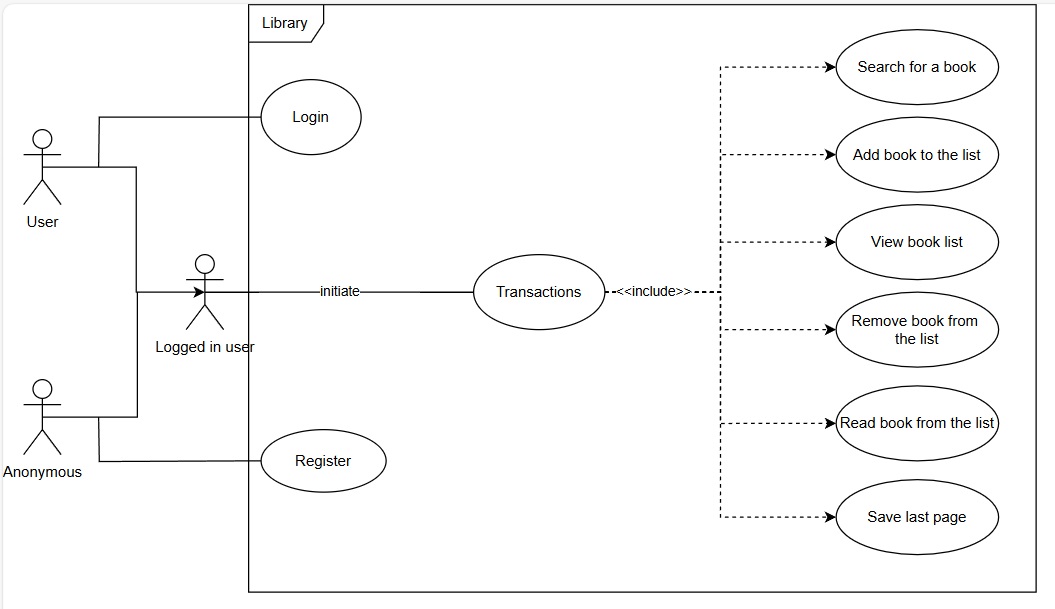 Library
Login
User
Logged in user
Anonymous
Register
initiate
Transactions
<<include>>
Search for a book
Add book to the list
View book list
Remove book from
the list
Read book from the list
Save last page